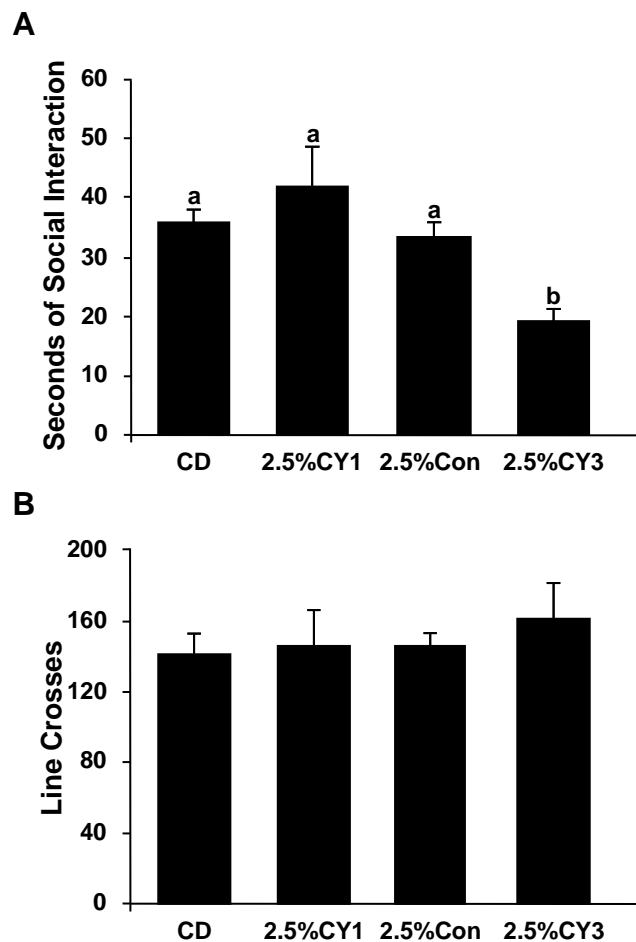 A
60
50
40
30
20
10
0
Seconds of Social Interaction
a
a
a
b
CD 2.5%CY1 2.5%Con 2.5%CY3
B
200
160
120
80
40
0
Line Crosses
CD 2.5%CY1 2.5%Con 2.5%CY3